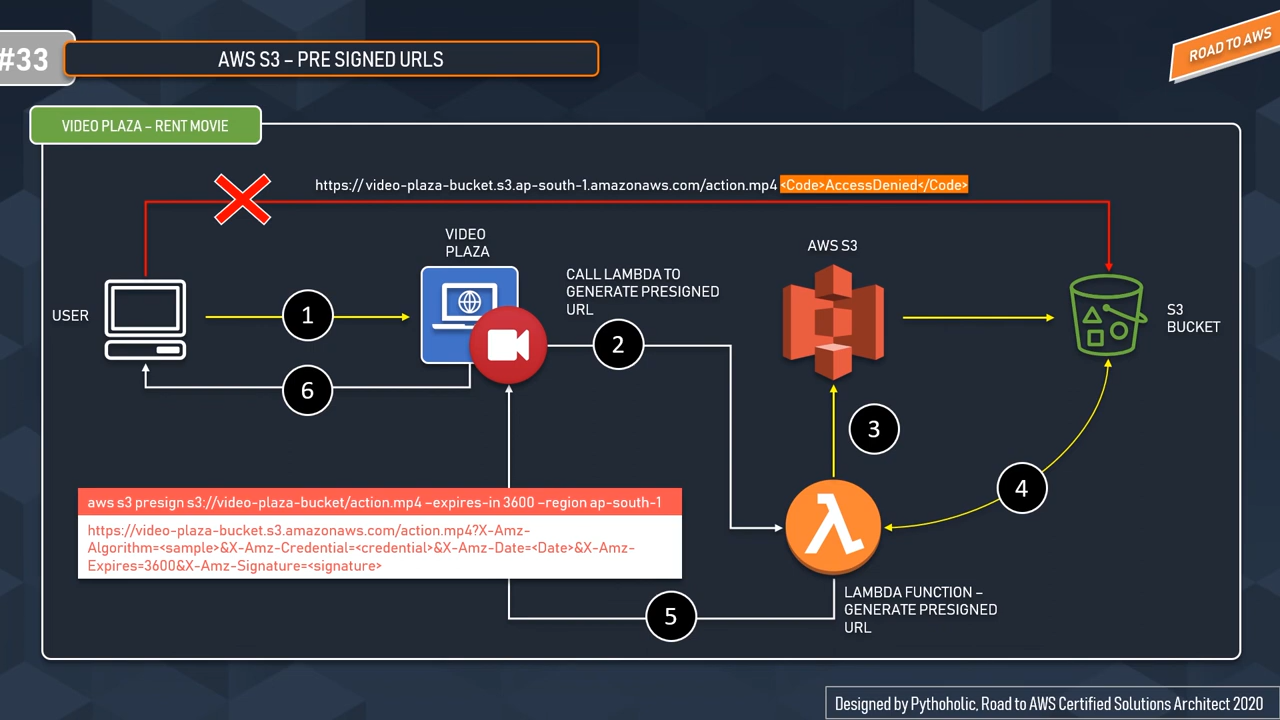 #33
AWS S3 – PRE SIGNED URLS
ROAD TO AWS
VIDEO PLAZA – RENT MOVIE
https://video-plaza-bucket.s3.ap-south-1.amazonaws.com/action.mp4 <Code>AccessDenied</Code>
VIDEO
PLAZA
AWS S3
CALL LAMBDA TO
GENERATE PRESIGNED
URL
USER
1
2
S3
BUCKET
6
3
4
aws s3 presign s3://video-plaza-bucket/action.mp4 –expires-in 3600 –region ap-south-1
https://video-plaza-bucket.s3.amazonaws.com/action.mp4?X-Amz-
Algorithm=<sample>&X-Amz-Credential=<credential>&X-Amz-Date=<Date>&X-Amz-
Expires=3600&X-Amz-Signature=<signature>
λ
5
LAMBDA FUNCTION –
GENERATE PRESIGNED
URL
Designed by Pythoholic, Road to AWS Certified Solutions Architect 2020